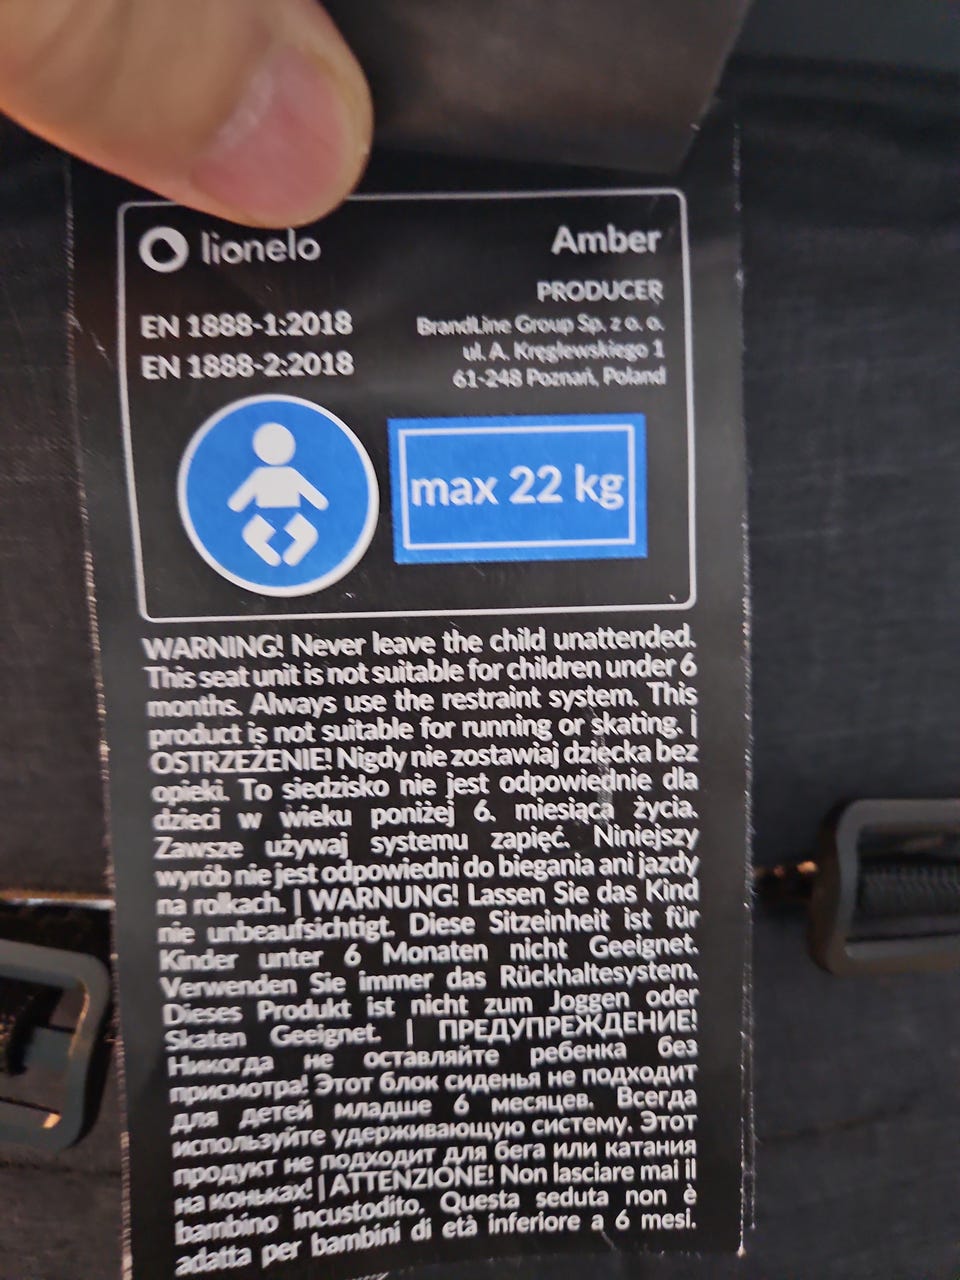 lionelo
Amber
PRODUCER
EN 1888-1:2018
BrandLine Group Sp. z o. o.
ul. A. Kręglewskiego 1
EN 1888-2:2018
61-248 Poznań, Poland
max 22 kg
WARNING! Never leave the child unattended.
This seat unit is not suitable for children under 6
months. Always use the restraint system. This
product is not suitable for running or skating. |
OSTRZEŻENIE! Nigdy nie zostawiaj dziecka bez
opieki. To siedzisko nie jest odpowiednie dla
dzieci w wieku poniżej 6. miesiąca życia.
Zawsze używaj systemu zapięć. Niniejszy
wyrób nie jest odpowiedni do biegania ani jazdy
na rolkach. | WARNUNG! Lassen Sie das Kind
nie unbeaufsichtigt. Diese Sitzeinheit ist für
Kinder unter 6 Monaten nicht Geeignet.
Verwenden Sie immer das Rückhaltesystem.
Dieses Produkt ist nicht zum Joggen oder
Skaten Geeignet. | ПРЕДУПРЕЖДЕНИЕ!
Никогда не оставляйте ребенка без
присмотра! Этот блок сиденья не подходит
для детей младше 6 месяцев. Всегда
используйте удерживающую систему. Этот
продукт не подходит для бега или катания
на коньках! | ATTENZIONE! Non lasciare mai il
bambino incustodito. Questa seduta non è
adatta per bambini di età inferiore a 6 mesi.